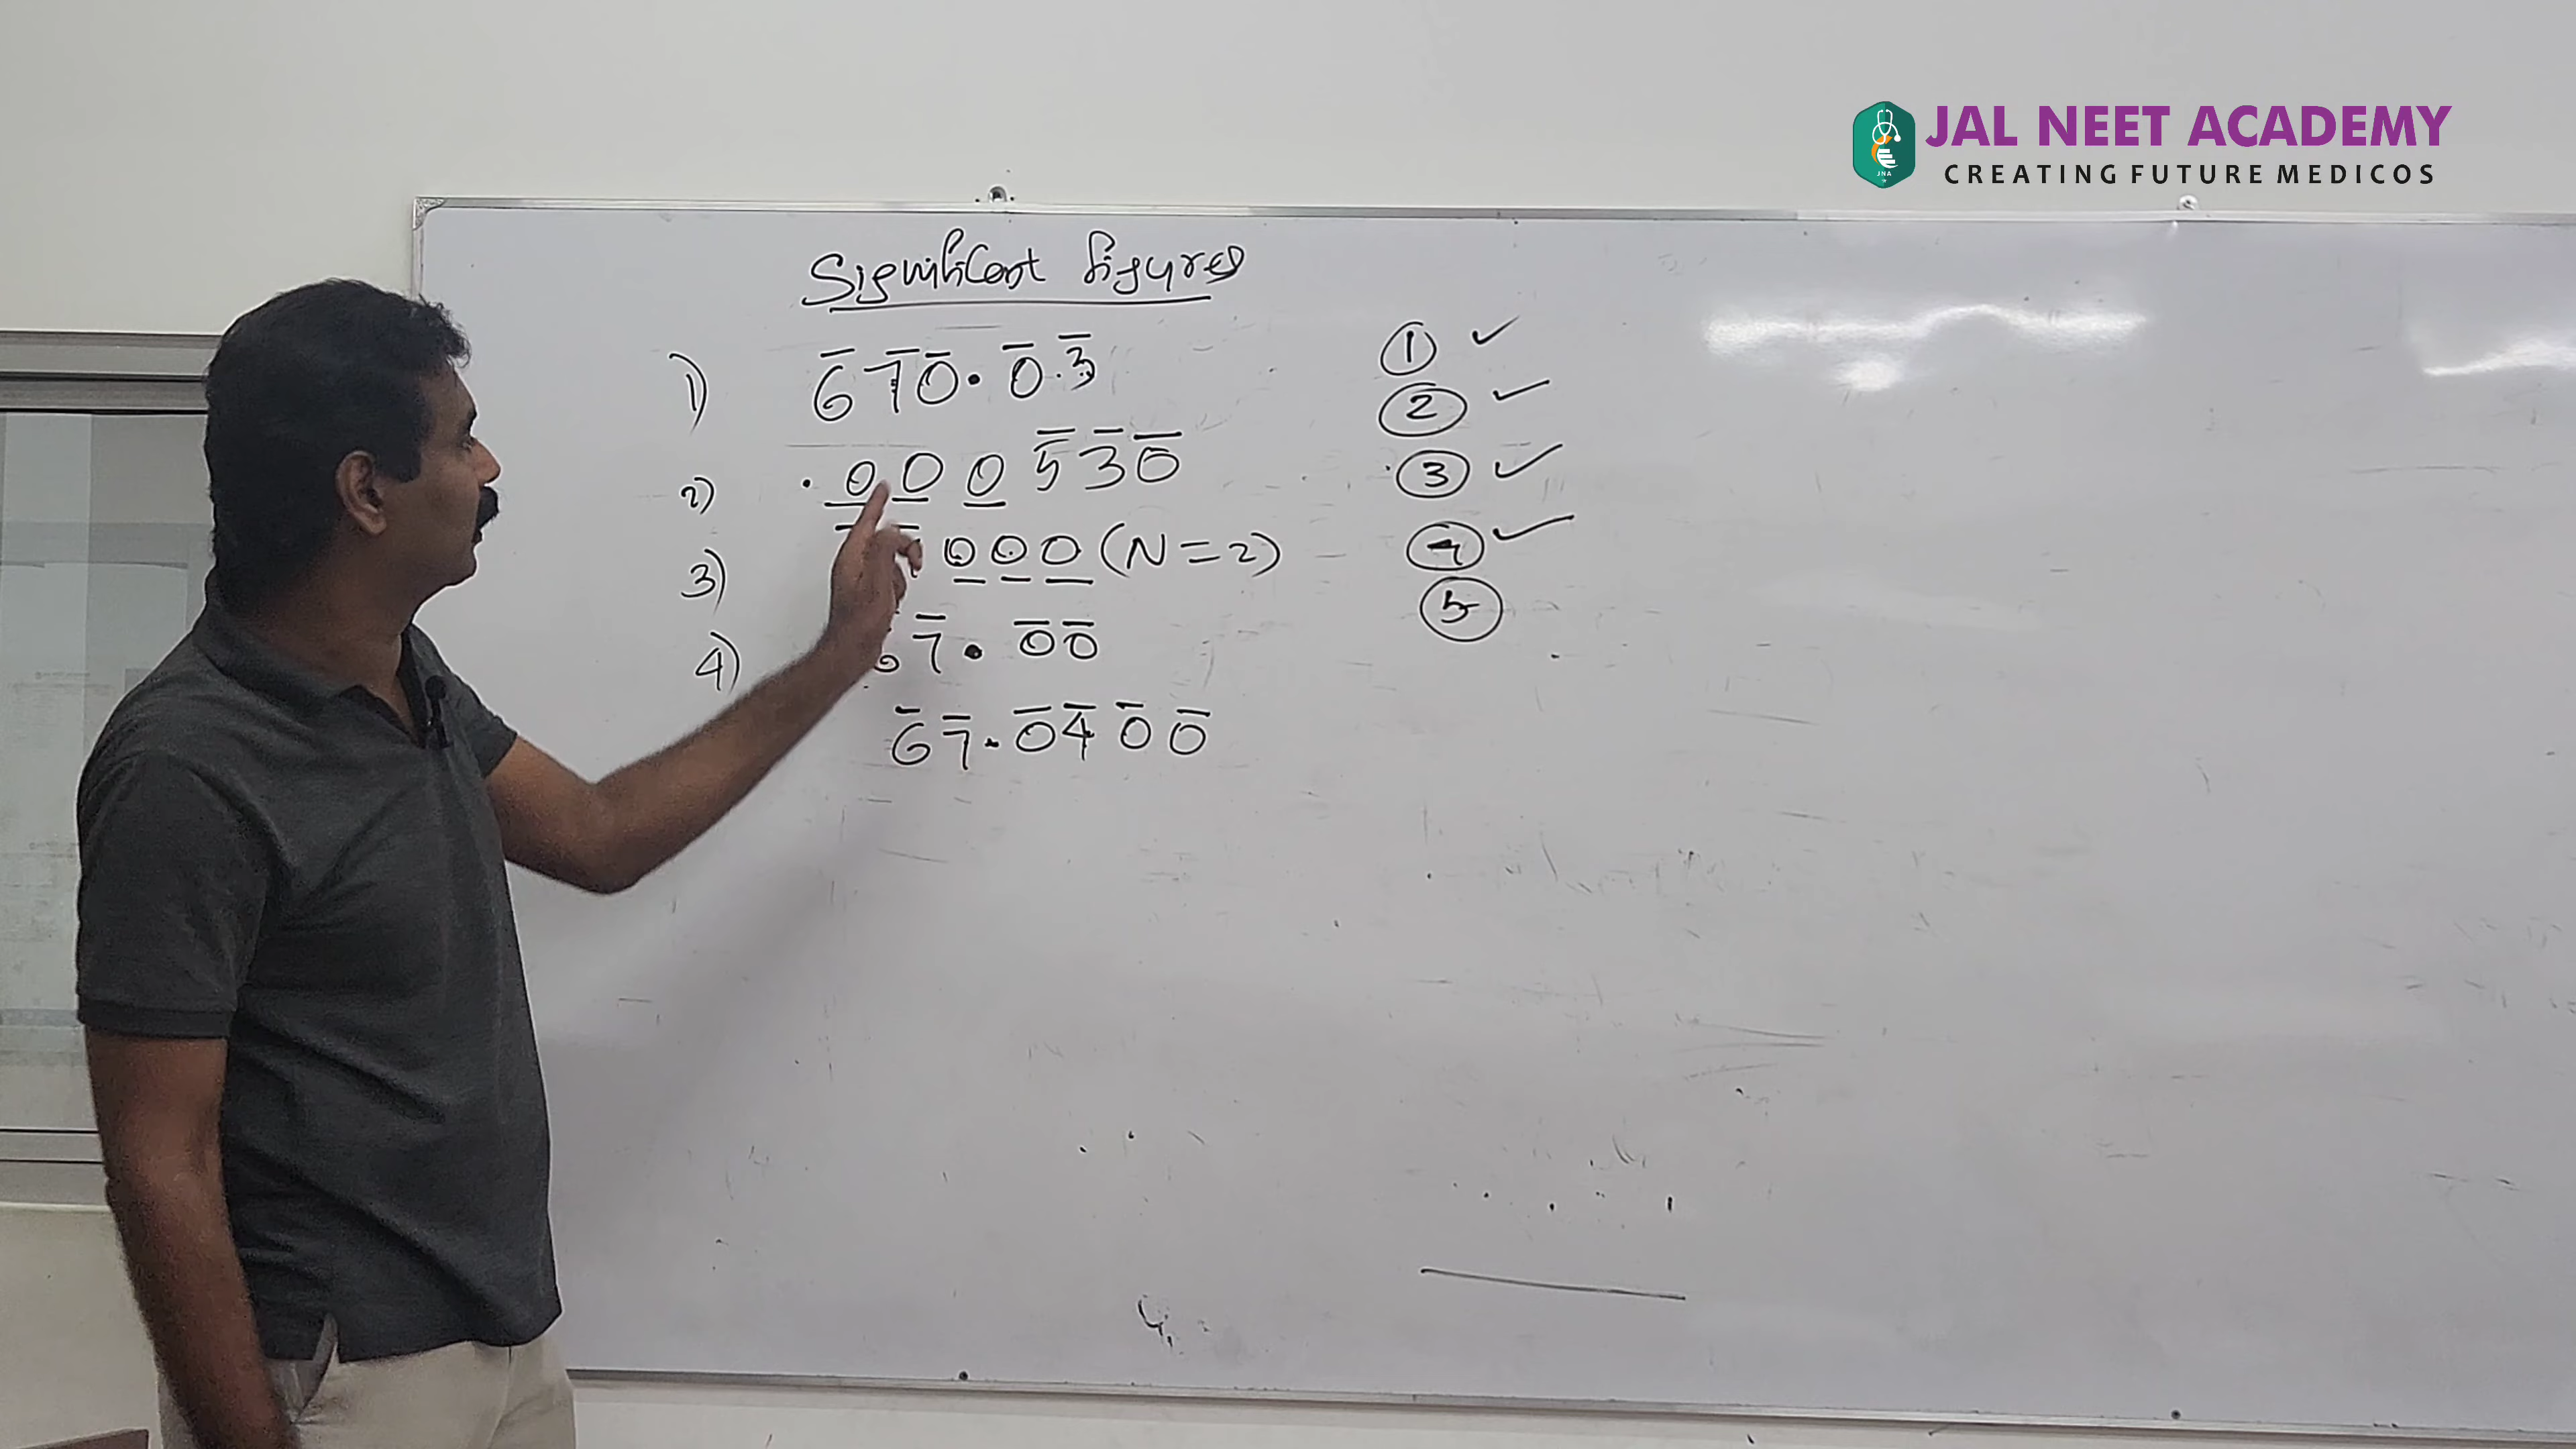 JAL NEET ACADEMY
CREATING FUTURE MEDICOS
JNA
Significant figures
1) 670.03
2) .000530
3) 000 (N=2)
4) 67.00
67.0400
1 ✓
2 ✓
3 ✓
4 ✓
5